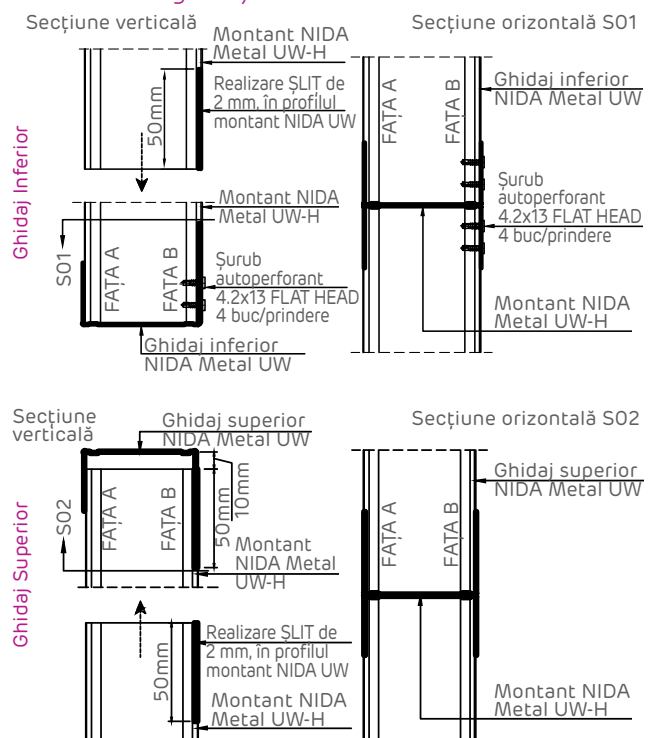 Secțiune verticală
Montant NIDA
Metal UW-H
Realizare ȘLIT de
2 mm, în profilul
montant NIDA UW
50mm
Ghidaj Inferior
Montant NIDA
Metal UW-H
S01
FAȚA A
FAȚA B
Șurub
autoperforant
4.2x13 FLAT HEAD
4 buc/prindere
Ghidaj inferior
NIDA Metal UW
Secțiune orizontală S01
FAȚA A
FAȚA B
Ghidaj inferior
NIDA Metal UW
Șurub
autoperforant
4.2x13 FLAT HEAD
4 buc/prindere
Montant NIDA
Metal UW-H
Secțiune
verticală
Ghidaj superior
NIDA Metal UW
Ghidaj Superior
S02
FAȚA A
FAȚA B
50mm
10mm
Montant
NIDA Metal
UW-H
50mm
Realizare ȘLIT de
2 mm, în profilul
montant NIDA UW
Montant NIDA
Metal UW-H
Secțiune orizontală S02
FAȚA A
FAȚA B
Ghidaj superior
NIDA Metal UW
Montant NIDA
Metal UW-H